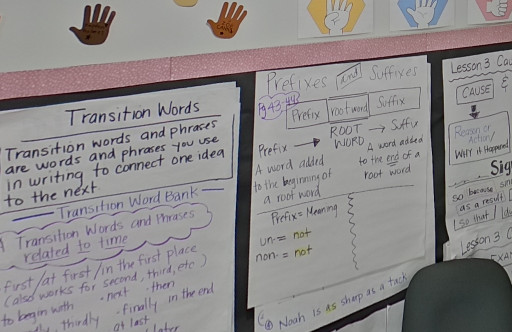 Transition Words
Transition words and phrases
are words and phrases you use
in writing to connect one idea
to the next.
Transition Word Bank
Transition Words and Phrases
related to time
first/at first/in the first place
(also works for second, third, etc)
to begin with
-next
-then
thirdly
-finally
in the end
at last
later
Prefixes and Suffixes
Prefix root word Suffix
Prefix
ROOT
WORD
Suffix
A word added
to the beginning of
a root word
A word added
to the end of a
root word
Prefix = Meaning
un- = not
non- = not
Noah is as sharp as a tack
Lesson 3
CAUSE &
Reason or
Action/
WHY it Happened
so because
as a result
so that
Lesson 3